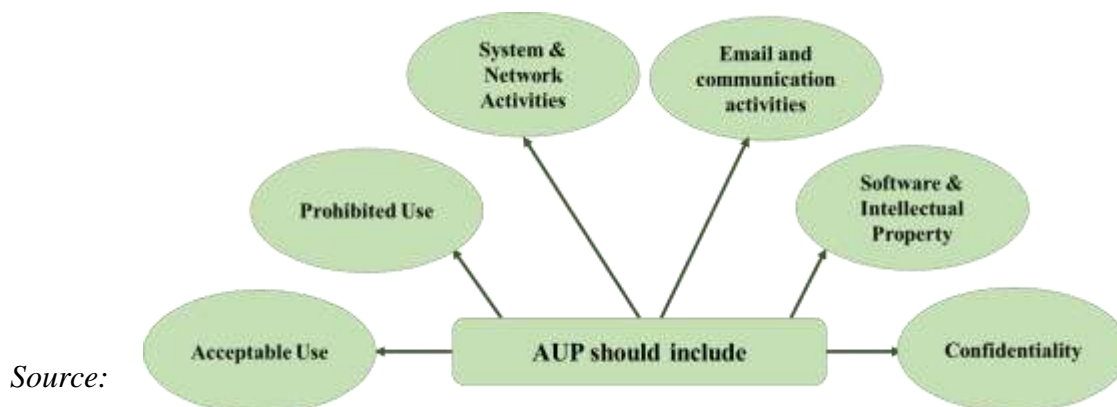 System &
Network
Activities
Email and
communication
activities
Prohibited Use
Software &
Intellectual
Property
Acceptable Use
AUP should include
Confidentiality
Source: